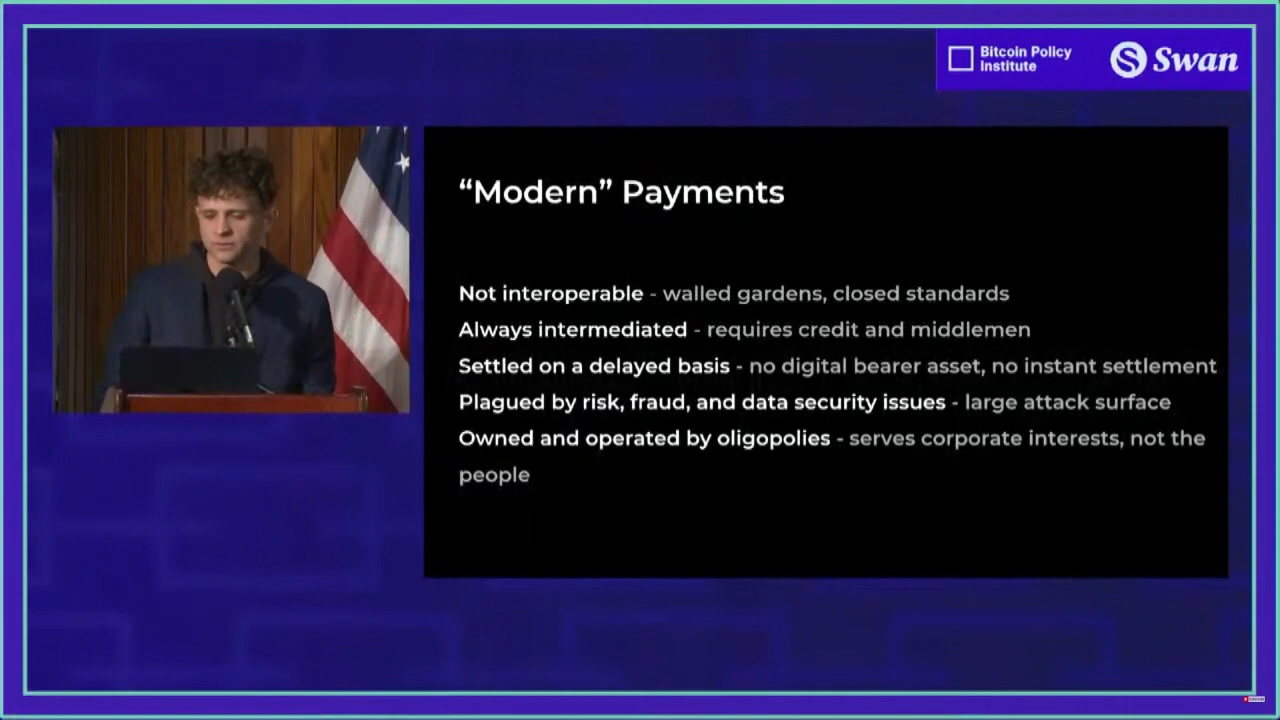 Bitcoin Policy
Institute
Swan
“Modern” Payments
Not interoperable - walled gardens, closed standards
Always intermediated - requires credit and middlemen
Settled on a delayed basis - no digital bearer asset, no instant settlement
Plagued by risk, fraud, and data security issues - large attack surface
Owned and operated by oligopolies - serves corporate interests, not the
people